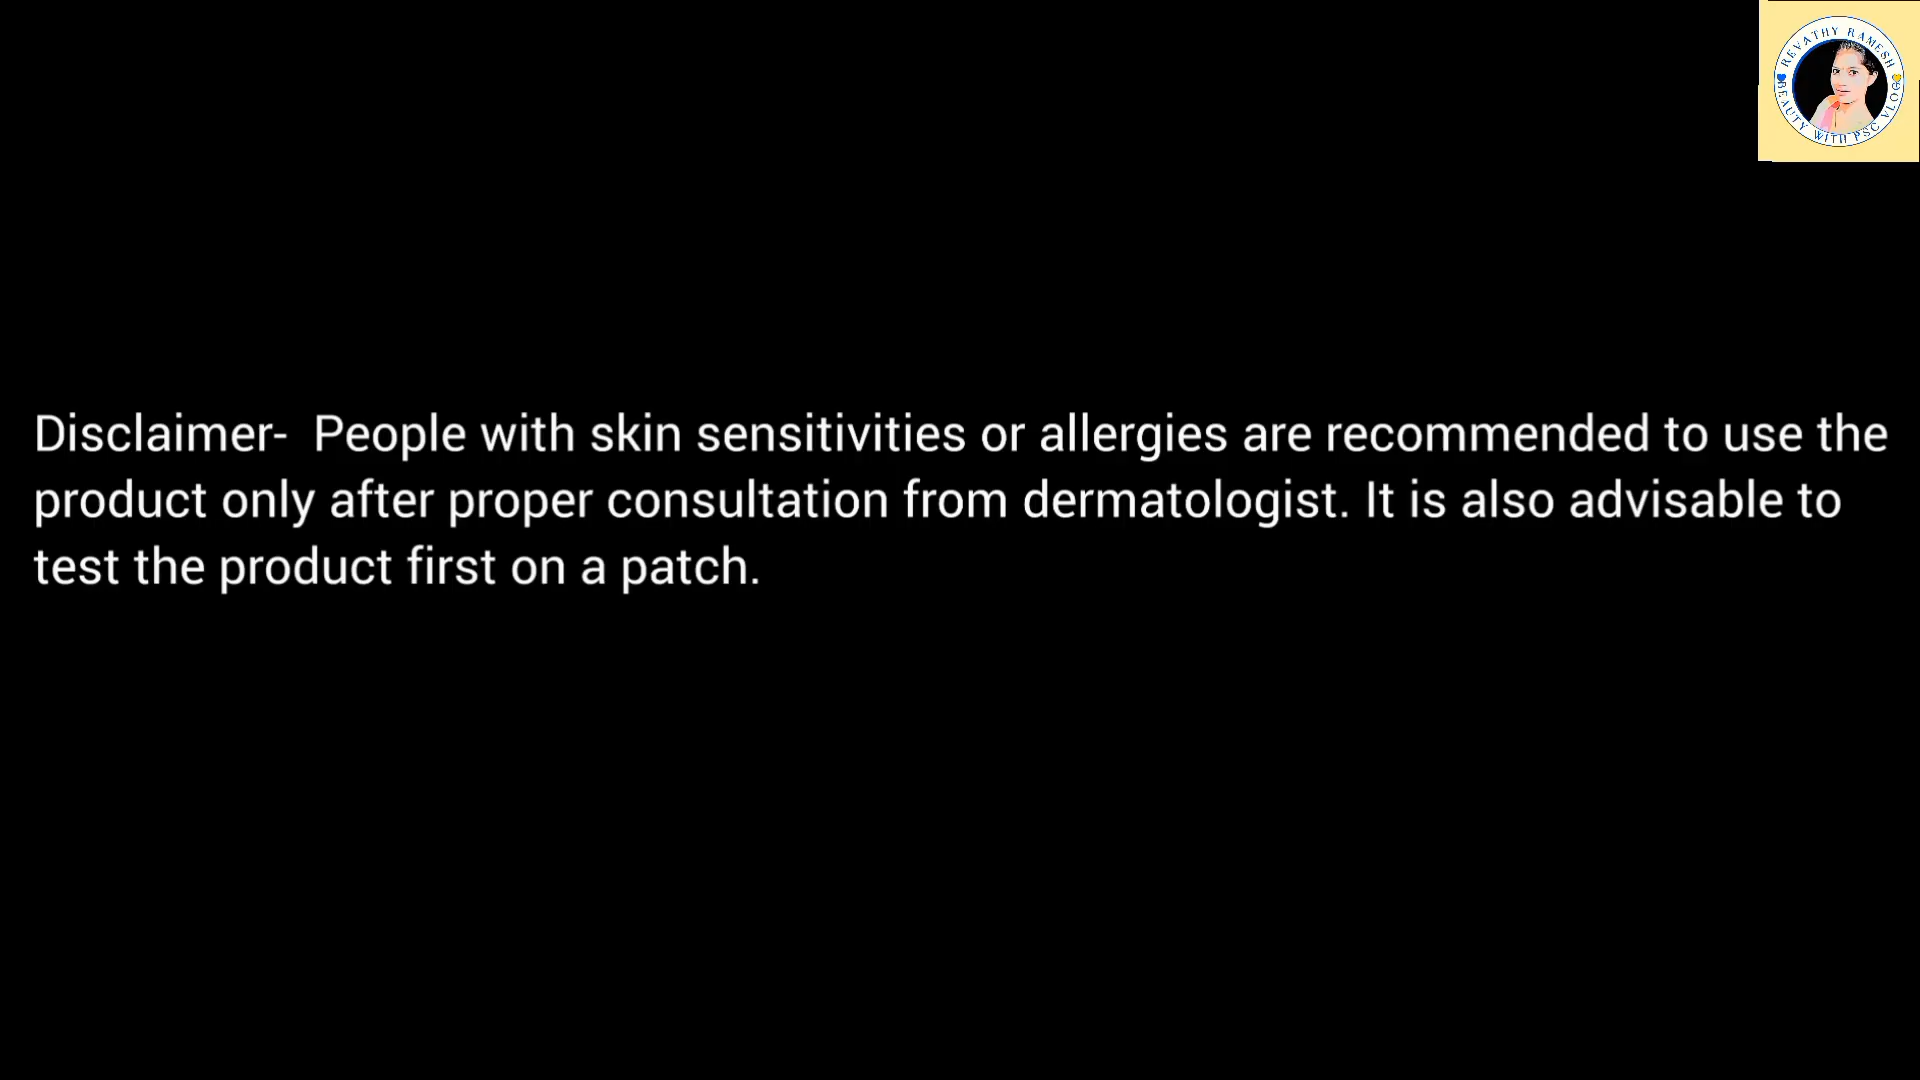 REVATHY RAMESH
BEAUTY WITH PSC VLOG
Disclaimer-  People with skin sensitivities or allergies are recommended to use the
product only after proper consultation from dermatologist. It is also advisable to
test the product first on a patch.